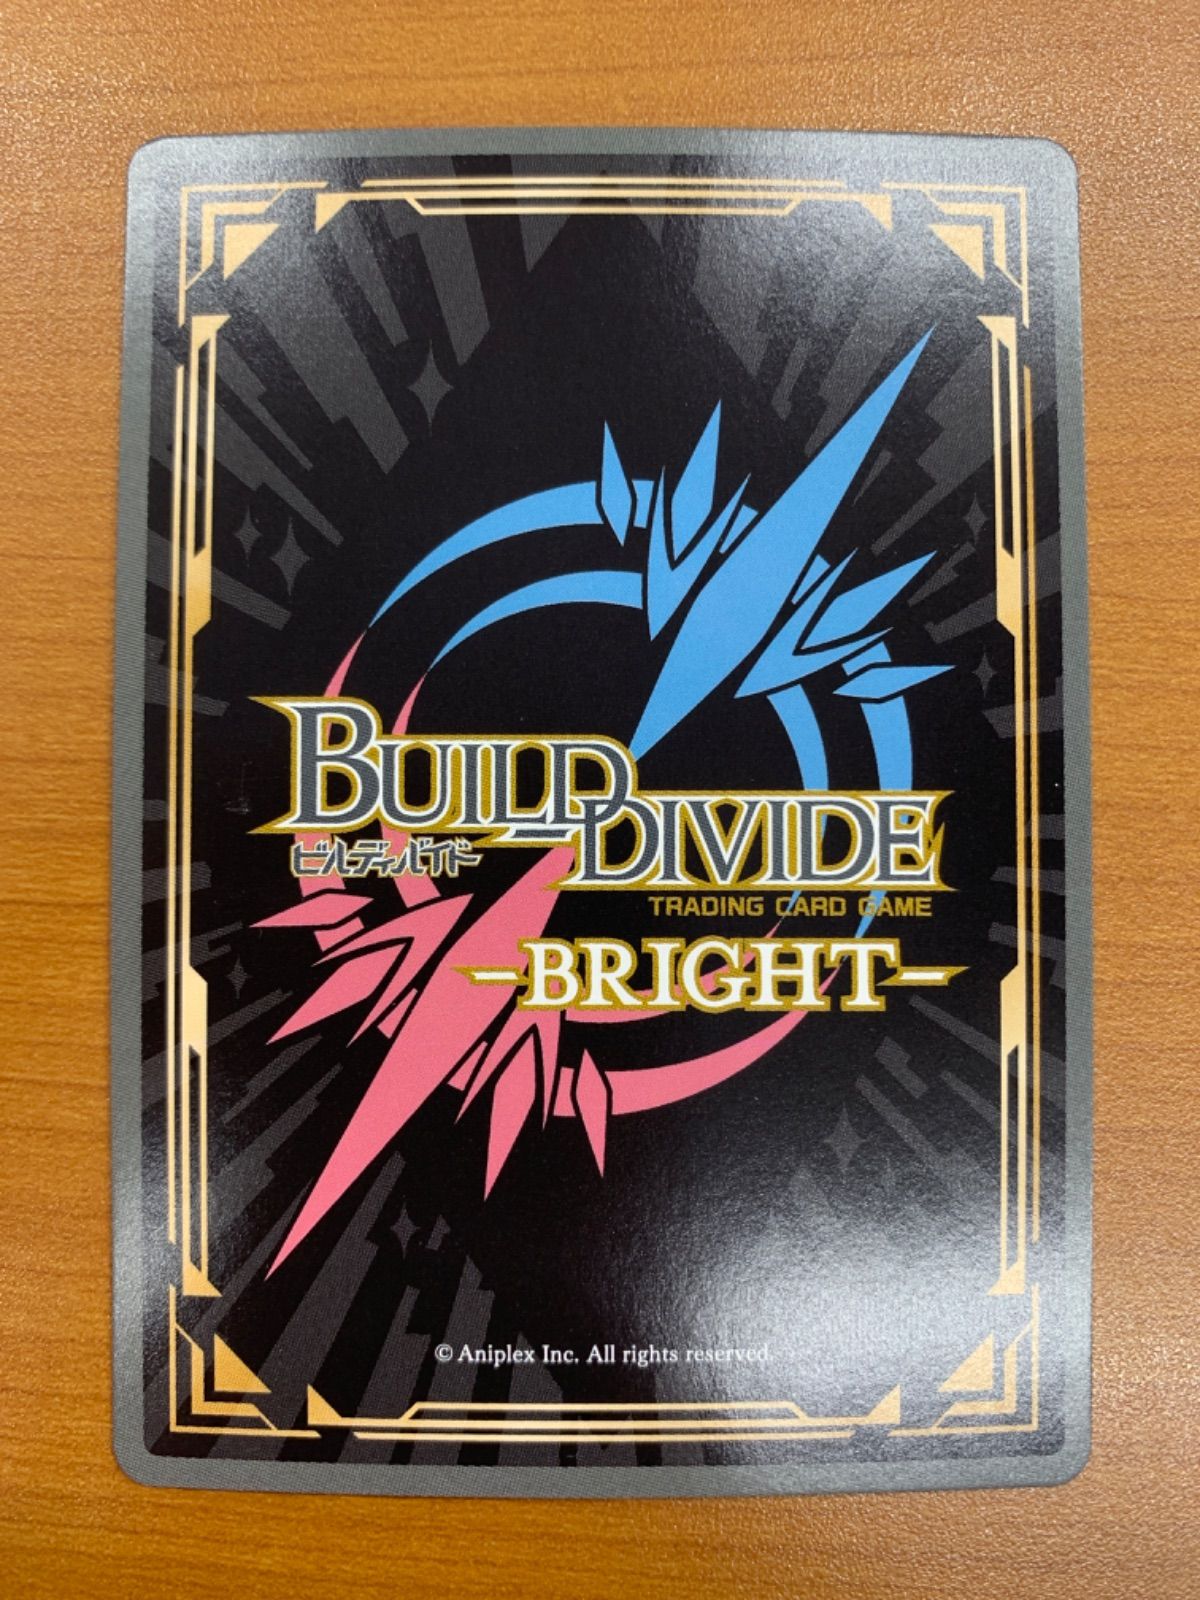 BUILD DIVIDE
ビルディバイド
TRADING CARD GAME
-BRIGHT-
© Aniplex Inc. All rights reserved.